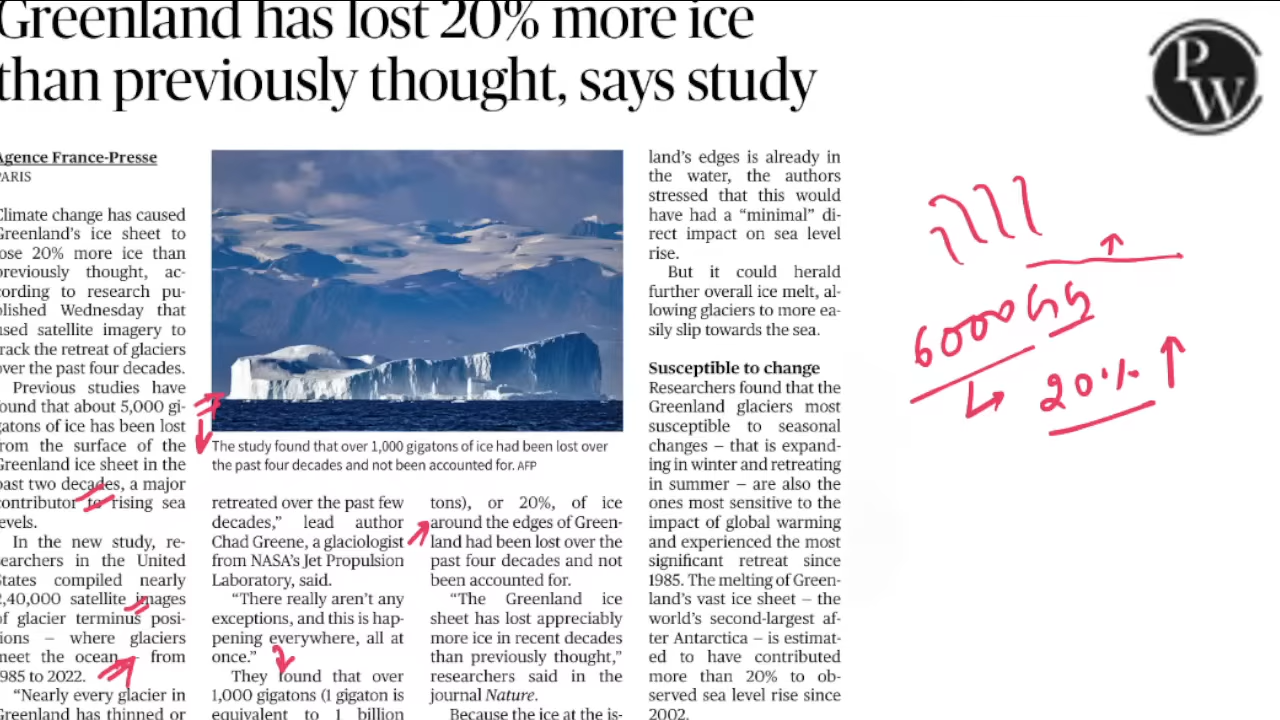 Greenland has lost 20% more ice
than previously thought, says study
Agence France-Presse
PARIS
Climate change has caused
Greenland's ice sheet to
lose 20% more ice than
previously thought, ac-
cording to research pu-
blished Wednesday that
used satellite imagery to
track the retreat of glaciers
over the past four decades.
Previous studies have
found that about 5,000 gi-
gatons of ice has been lost
from the surface of the
Greenland ice sheet in the
past two decades, a major
contributor to rising sea
levels.
In the new study, re-
searchers in the United
States compiled nearly
2,40,000 satellite images
of glacier terminus posi-
tions – where glaciers
meet the ocean – from
1985 to 2022.
"Nearly every glacier in
Greenland has thinned or
The study found that over 1,000 gigatons of ice had been lost over
the past four decades and not been accounted for. AFP
retreated over the past few
decades," lead author
Chad Greene, a glaciologist
from NASA's Jet Propulsion
Laboratory, said.
"There really aren't any
exceptions, and this is hap-
pening everywhere, all at
once."
They found that over
1,000 gigatons (1 gigaton is
equivalent to 1 billion
tons), or 20%, of ice
around the edges of Green-
land had been lost over the
past four decades and not
been accounted for.
"The Greenland ice
sheet has lost appreciably
more ice in recent decades
than previously thought,"
researchers said in the
journal Nature.
Because the ice at the is-
land's edges is already in
the water, the authors
stressed that this would
have had a "minimal" di-
rect impact on sea level
rise.
But it could herald
further overall ice melt, al-
lowing glaciers to more ea-
sily slip towards the sea.
Susceptible to change
Researchers found that the
Greenland glaciers most
susceptible to seasonal
changes – that is expand-
ing in winter and retreating
in summer – are also the
ones most sensitive to the
impact of global warming
and experienced the most
significant retreat since
1985. The melting of Green-
land's vast ice sheet – the
world's second-largest af-
ter Antarctica – is estimat-
ed to have contributed
more than 20% to ob-
served sea level rise since
2002.
PW
6000
20% ↑